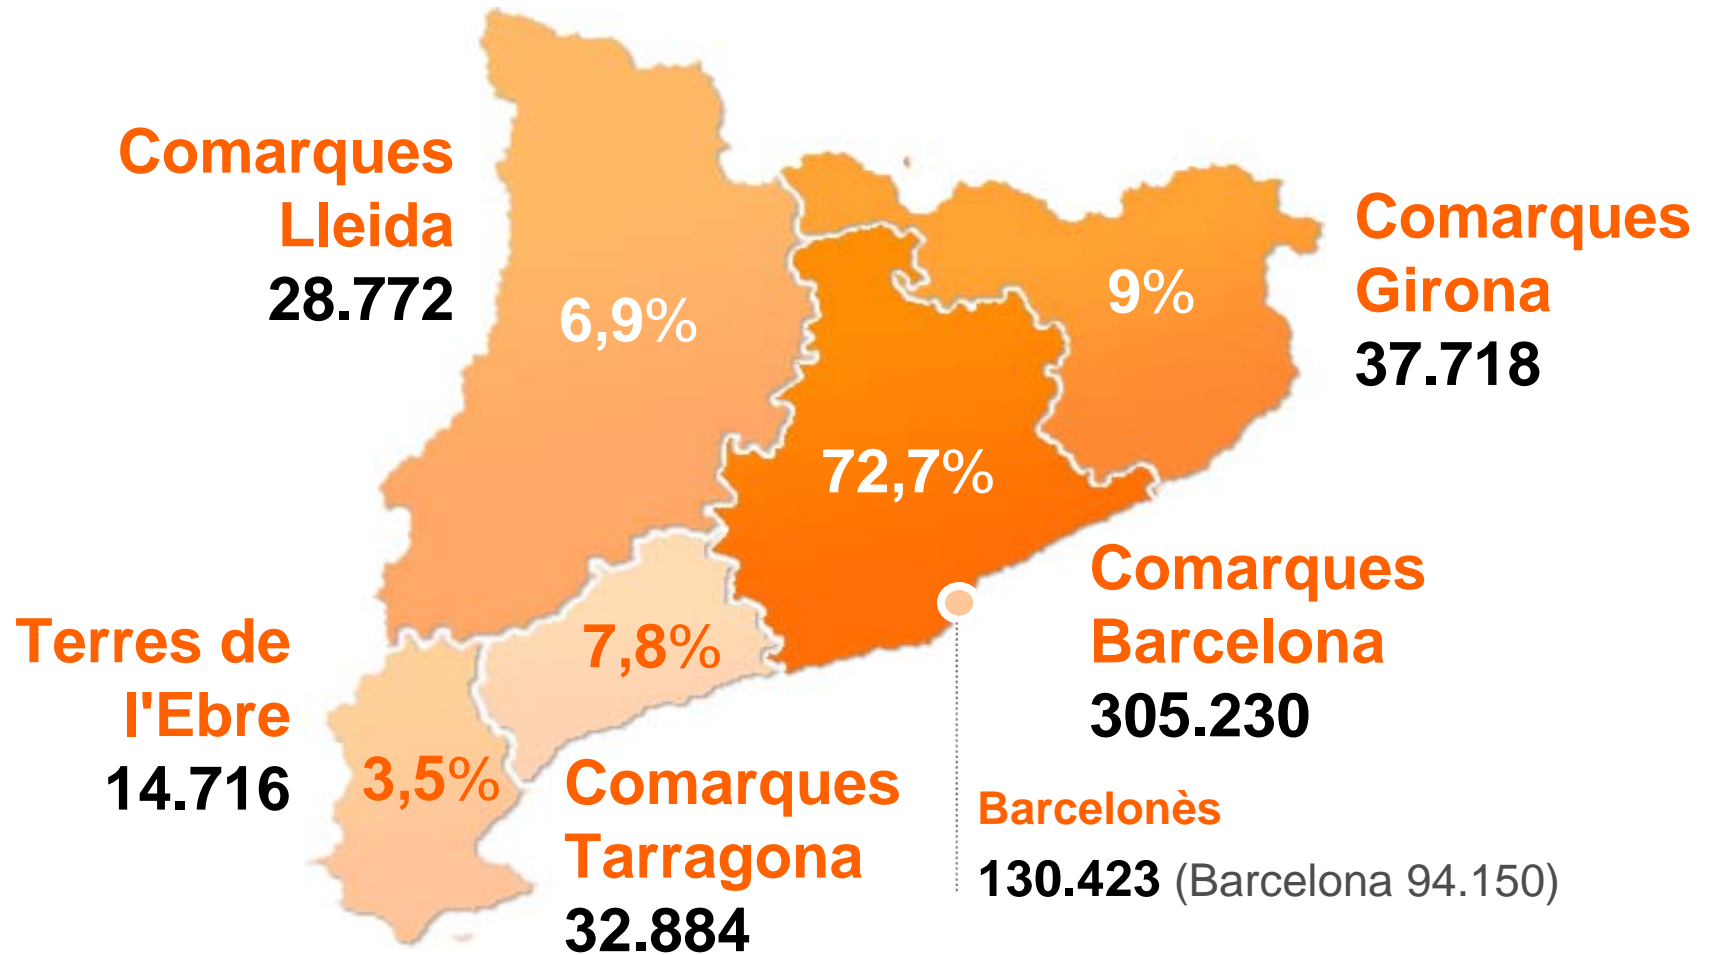 Comarques
Lleida
28.772
6,9%
9%
Comarques
Girona
37.718
72,7%
Comarques
Barcelona
305.230
Terres de
l'Ebre
14.716
7,8%
3,5%
Comarques
Tarragona
32.884
Barcelonès
130.423 (Barcelona 94.150)